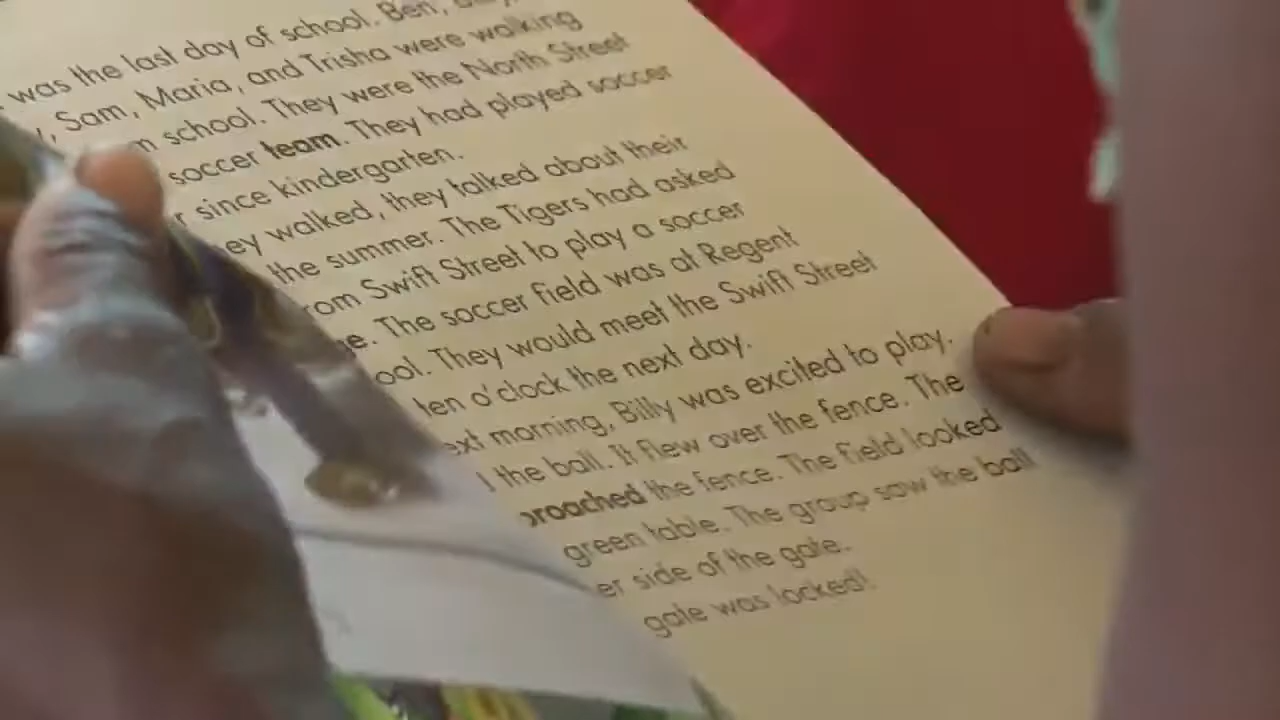 was the last day of school. Ben,
Sam, Maria, and Trisha were walking
school. They were the North Street
soccer team. They had played soccer
since kindergarten.
walked, they talked about their
the summer. The Tigers had asked
Swift Street to play a soccer
The soccer field was at Regent
They would meet the Swift Street
ten o'clock the next day.
morning, Billy was excited to play.
the ball. It flew over the fence. The
the fence. The field looked
green table. The group saw the ball
side of the gate.
gate was locked!